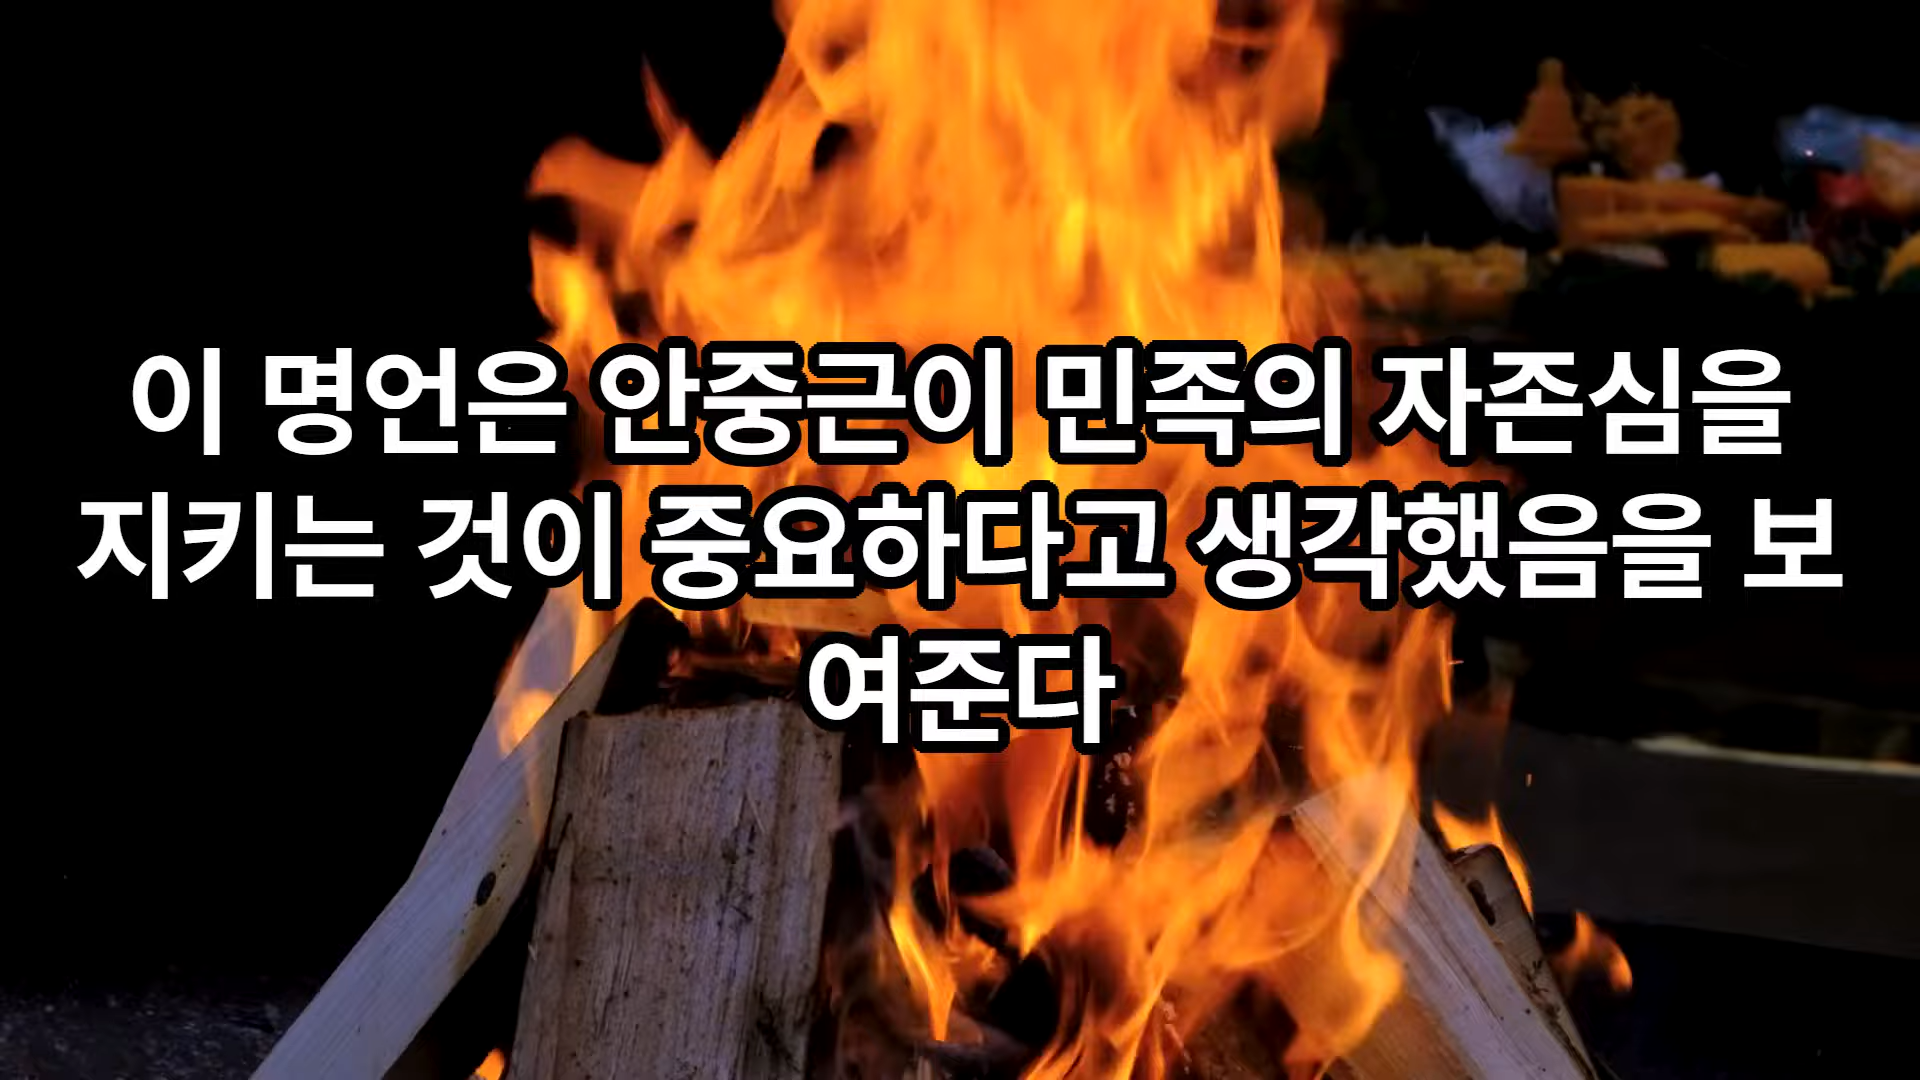 이 명언은 안중근이 민족의 자존심을
지키는 것이 중요하다고 생각했음을 보
여준다